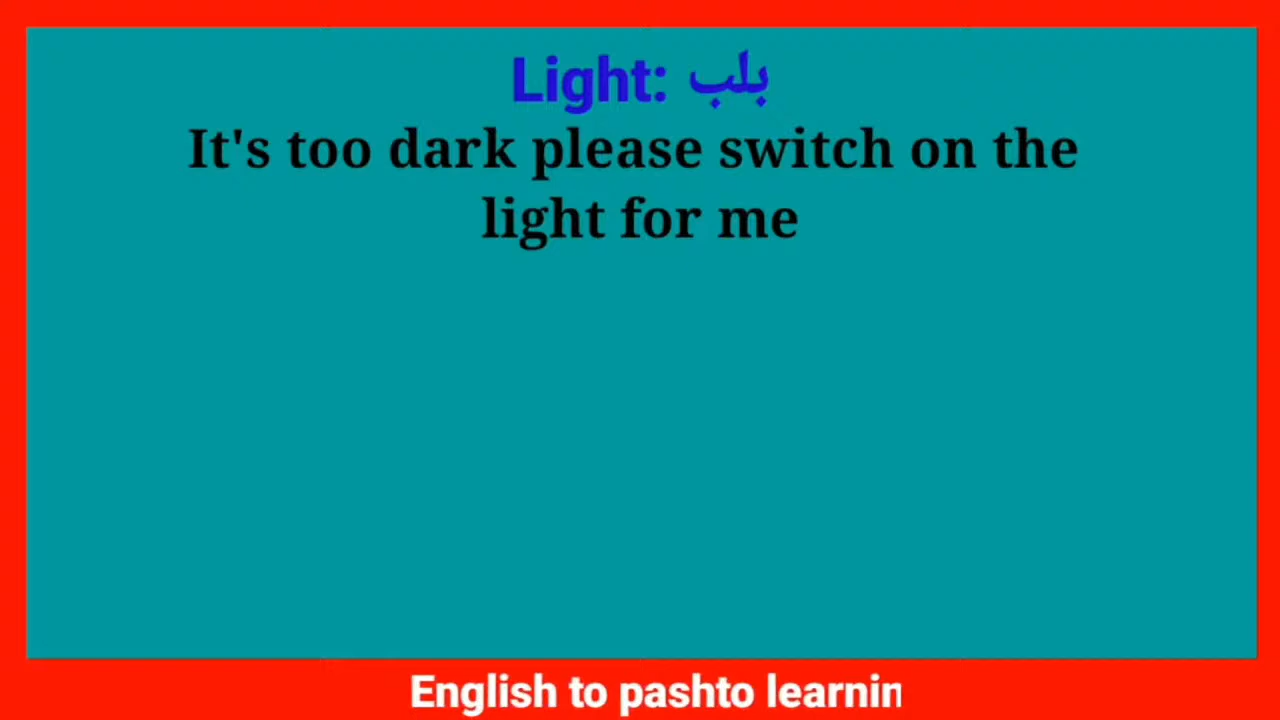 Light: بلب
It's too dark please switch on the
light for me
English to pashto learnin